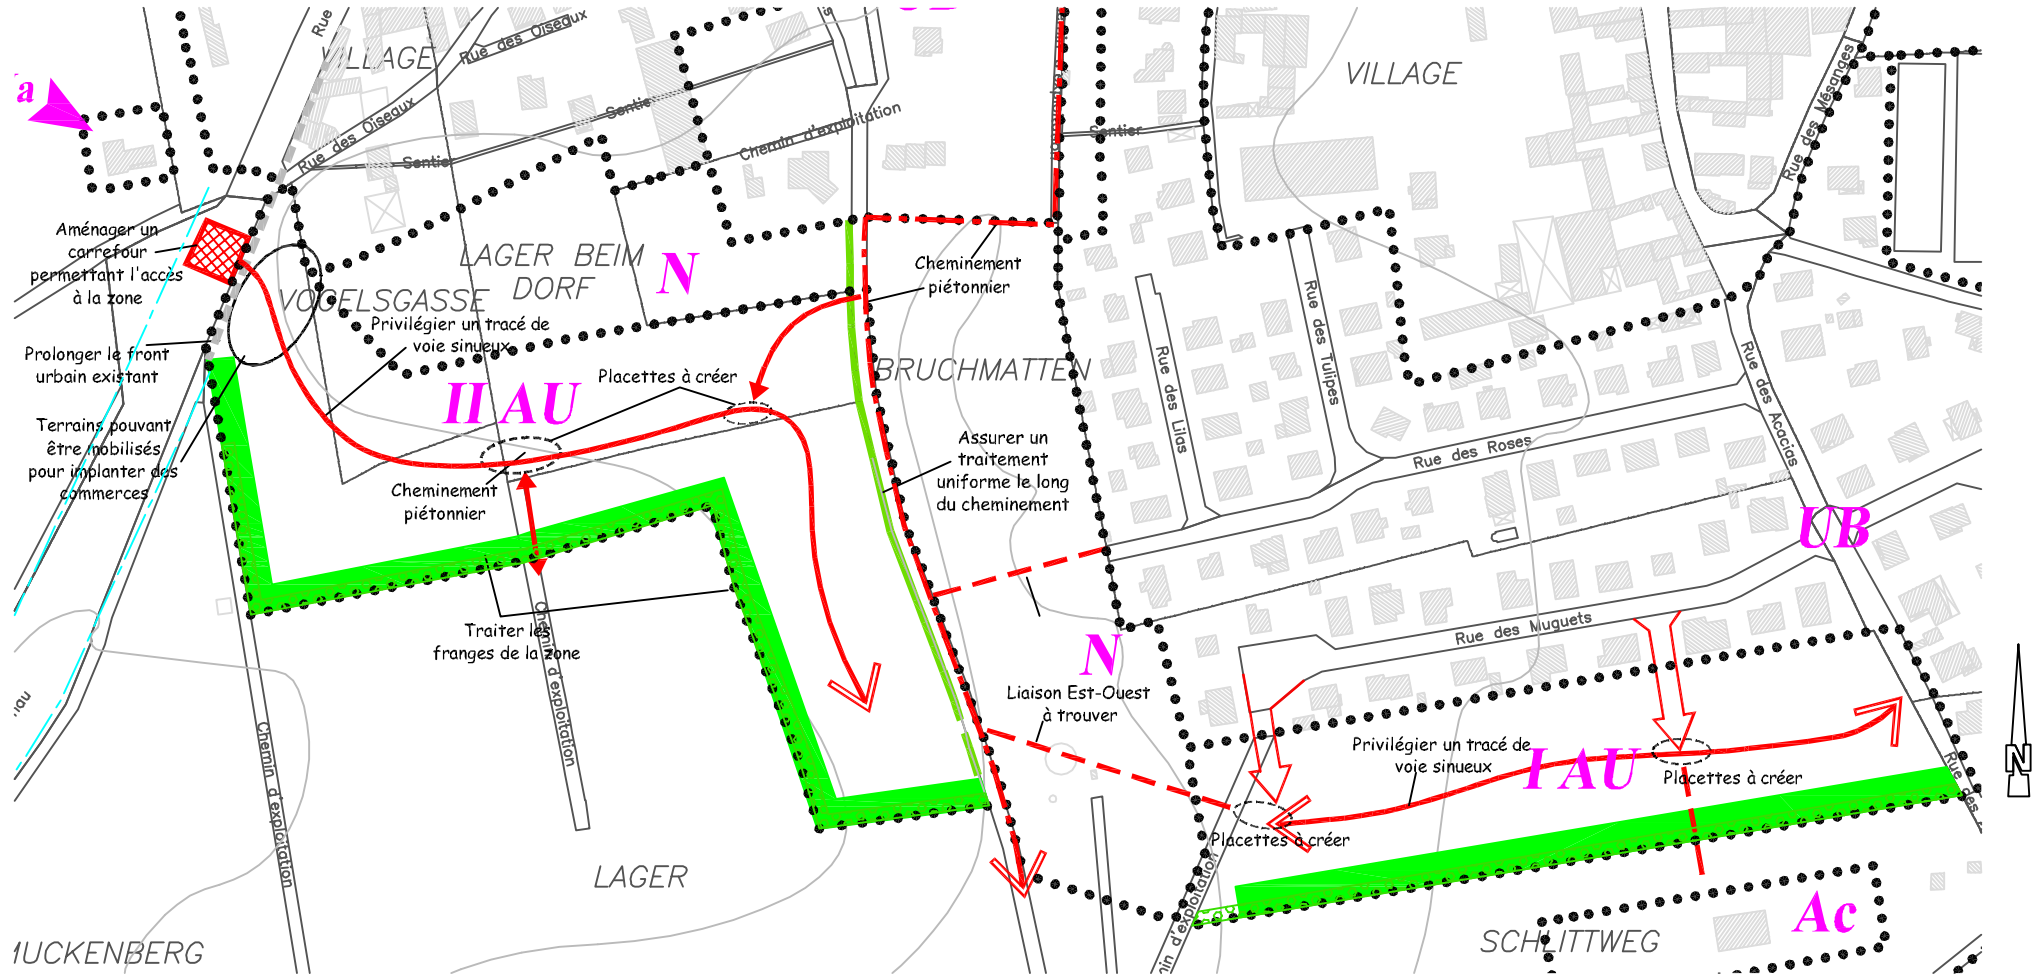 UB
Rue
VILLAGE
Rue des Oiseaux
VILLAGE
Rue des Mésanges
a
Rue des Oiseaux
Sentier
Sentier
Chemin d'exploitation
Sentier
Aménager un
carrefour
permettant l'accès
à la zone
LAGER BEIM
DORF
N
VOGELSGASSE
Cheminement
piétonnier
Rue des Tulipes
Privilégier un tracé de
voie sinueux
Prolonger le front
urbain existant
Placettes à créer
II AU
BRUCHMATTEN
Rue des Lilas
Rue des Acacias
Terrains pouvant
être mobilisés
pour implanter des
commerces
Assurer un
traitement
uniforme le long
du cheminement
Rue des Roses
Cheminement
piétonnier
UB
Traiter les
franges de la zone
Chemin d'exploitation
Rue des Muguets
N
Liaison Est-Ouest
à trouver
Chemin d'exploitation
Privilégier un tracé de
voie sinueux
I AU
Placettes à créer
Rue des
Placettes à créer
N
LAGER
d'exploitation
Ac
SCHLITTWEG
MUCKENBERG